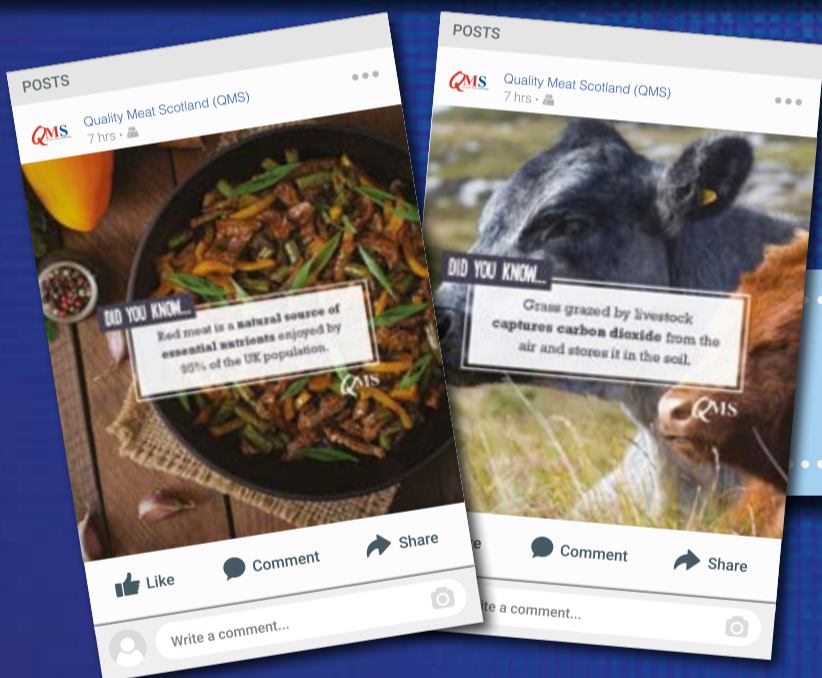 POSTS
QMS
Quality Meat Scotland (QMS)
7 hrs
DID YOU KNOW...
Red meat is a natural source of
essential nutrients enjoyed by
95% of the UK population.
QMS
Like
Comment
Share
Write a comment...
POSTS
QMS
Quality Meat Scotland (QMS)
7 hrs
DID YOU KNOW...
Grass grazed by livestock
captures carbon dioxide from the
air and stores it in the soil.
QMS
e
Comment
Share
ite a comment...